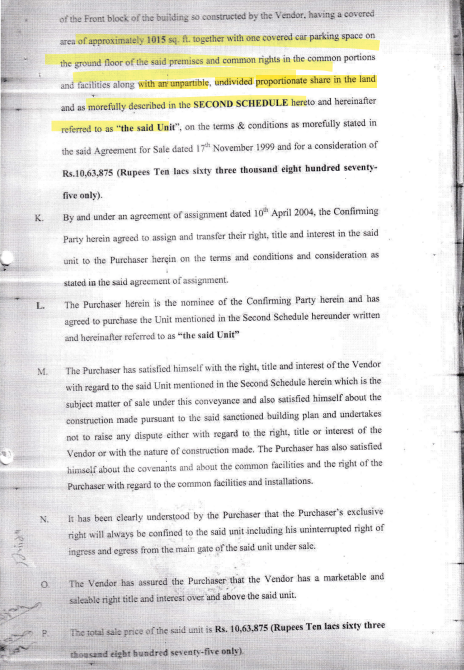 of the Front block of the building so constructed by the Vendor, having a covered
area of approximately 1015 sq. ft. together with one covered car parking space on
the ground floor of the said premises and common rights in the common portions
and facilities along with an unpartible, undivided proportionate share in the land
and as morefully described in the SECOND SCHEDULE hereto and hereinafter
referred to as "the said Unit", on the terms & conditions as morefully stated in
the said Agreement for Sale dated 17th November 1999 and for a consideration of
Rs.10,63,875 (Rupees Ten lacs sixty three thousand eight hundred seventy-
five only).
K. By and under an agreement of assignment dated 10th April 2004, the Confirming
Party herein agreed to assign and transfer their right, title and interest in the said
unit to the Purchaser herein on the terms and conditions and consideration as
stated in the said agreement of assignment.
L. The Purchaser herein is the nominee of the Confirming Party herein and has
agreed to purchase the Unit mentioned in the Second Schedule hereunder written
and hereinafter referred to as "the said Unit"
M. The Purchaser has satisfied himself with the right, title and interest of the Vendor
with regard to the said Unit mentioned in the Second Schedule herein which is the
subject matter of sale under this conveyance and also satisfied himself about the
construction made pursuant to the said sanctioned building plan and undertakes
not to raise any dispute either with regard to the right, title or interest of the
Vendor or with the nature of construction made. The Purchaser has also satisfied
himself about the covenants and about the common facilities and the right of the
Purchaser with regard to the common facilities and installations.
N. It has been clearly understood by the Purchaser that the Purchaser's exclusive
right will always be confined to the said unit including his uninterrupted right of
ingress and egress from the main gate of the said unit under sale.
O. The Vendor has assured the Purchaser that the Vendor has a marketable and
saleable right title and interest over and above the said unit.
P. The total sale price of the said unit is Rs. 10,63,875 (Rupees Ten lacs sixty three
thousand eight hundred seventy-five only).